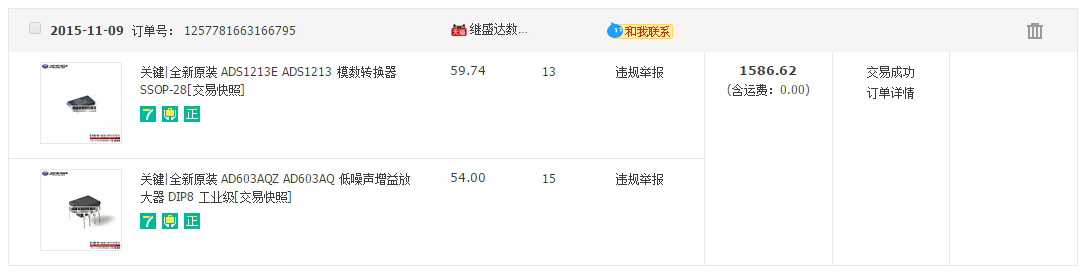 2015-11-09 订单号： 1257781663166795
天猫 继盛达数... 和我联系
关键|全新原装 ADS1213E ADS1213 模数转换器
SSOP-28[交易快照]
59.74 13 违规举报 1586.62 交易成功
(含运费：0.00) 订单详情
7 正
关键|全新原装 AD603AQZ AD603AQ 低噪声增益放
大器 DIP8 工业级[交易快照]
54.00 15 违规举报
7 正